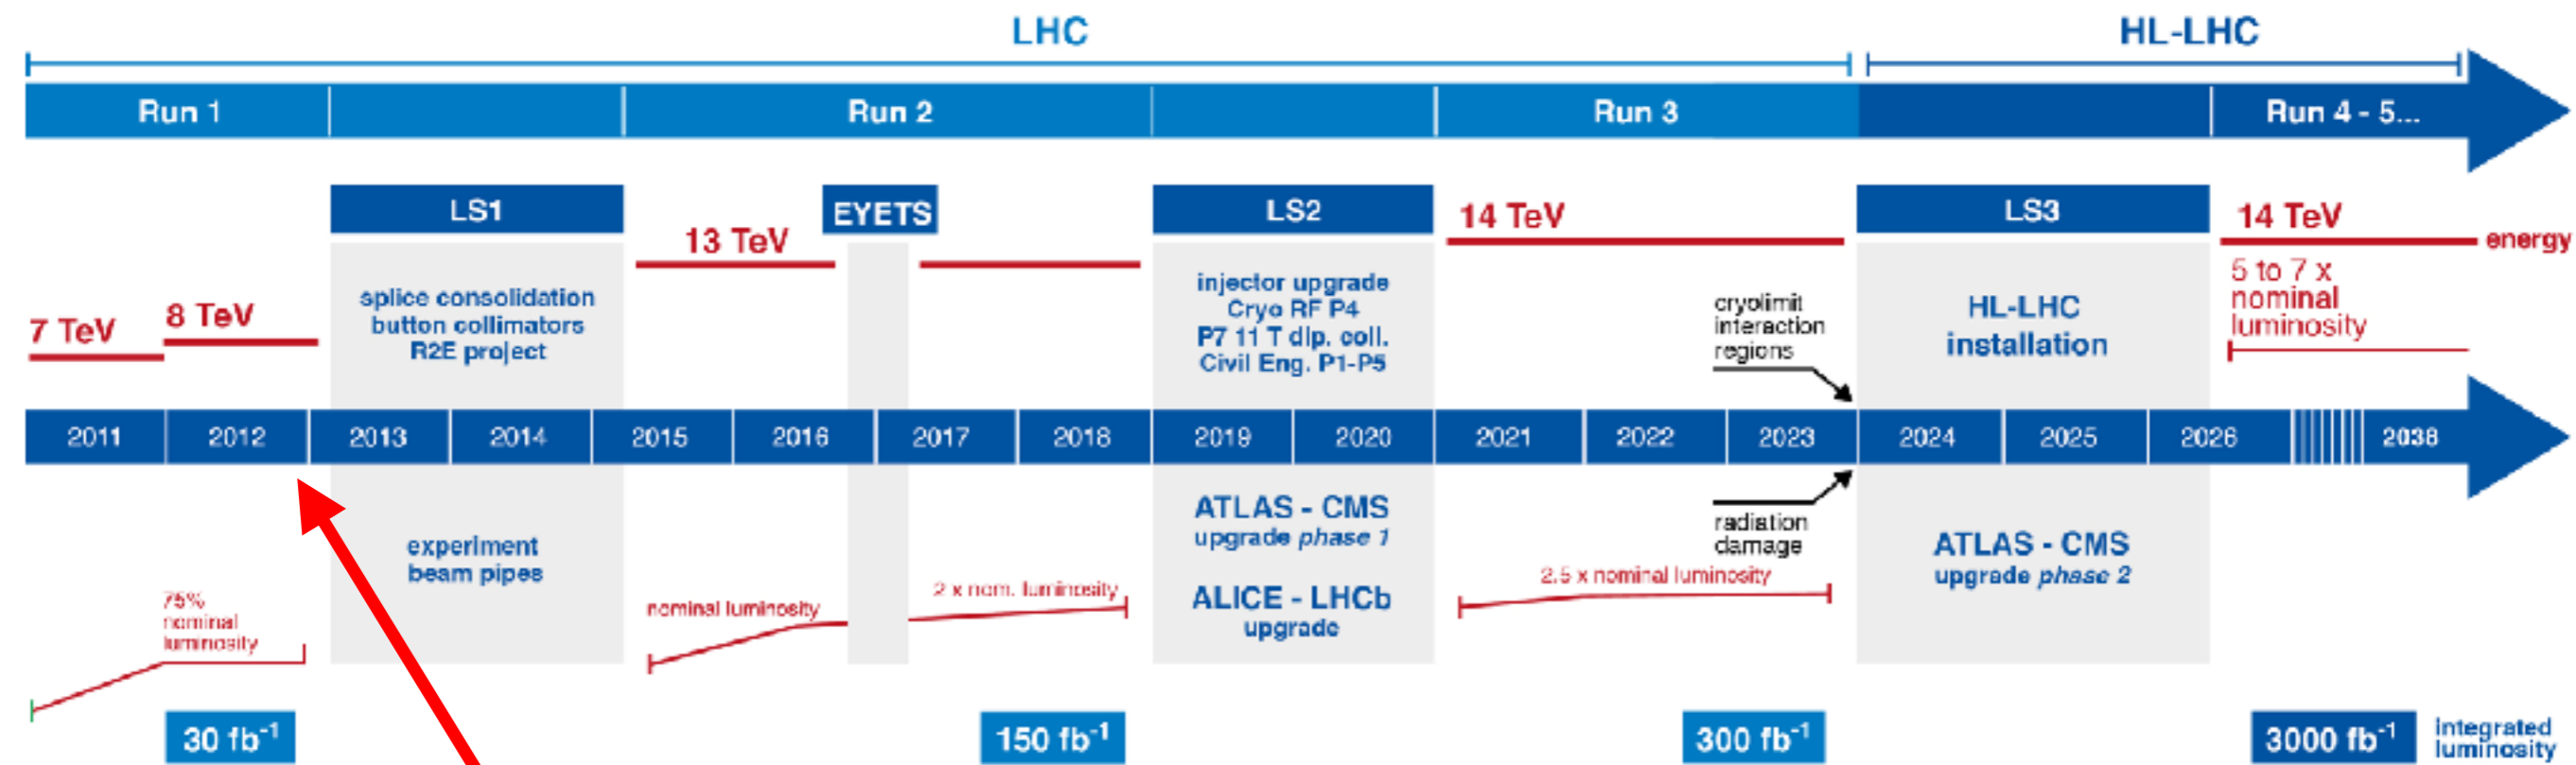 LHC
HL-LHC
Run 1
Run 2
Run 3
Run 4 - 5...
LS1
EYETS
LS2
LS3
14 TeV
14 TeV
energy
13 TeV
7 TeV
8 TeV
splice consolidation
button collimators
R2E project
injector upgrade
Cryo RF P4
P7 11 T dip. coll.
Civil Eng. P1-P5
cryolimit
interaction
regions
HL-LHC
installation
5 to 7 x
nominal
luminosity
2011
2012
2013
2014
2015
2016
2017
2018
2019
2020
2021
2022
2023
2024
2025
2026
2038
experiment
beam pipes
ATLAS - CMS
upgrade phase 1
ALICE - LHCb
upgrade
radiation
damage
ATLAS - CMS
upgrade phase 2
75%
nominal
luminosity
nominal luminosity
2 x nom. luminosity
2.5 x nominal luminosity
30 fb⁻¹
150 fb⁻¹
300 fb⁻¹
3000 fb⁻¹
integrated
luminosity